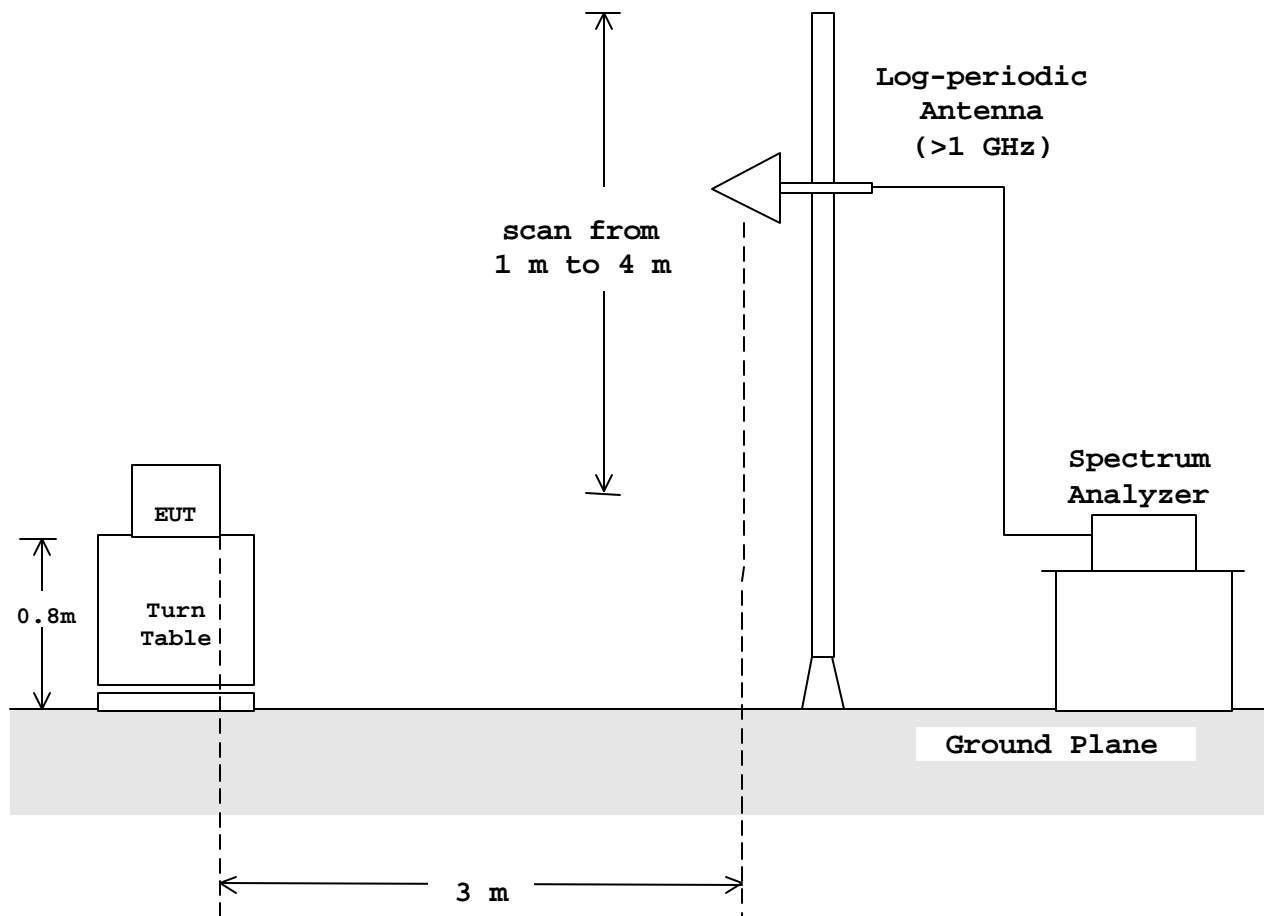 Log-periodic
Antenna
(>1 GHz)
scan from
1 m to 4 m
Spectrum
Analyzer
EUT
0.8m
Turn
Table
Ground Plane
3 m